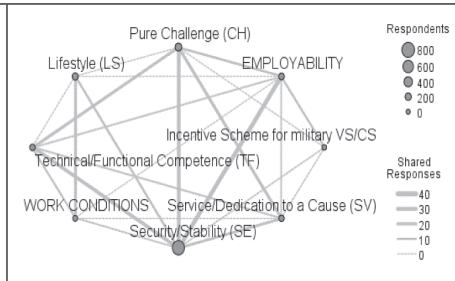 Pure Challenge (CH)
Lifestyle (LS)
EMPLOYABILITY
Incentive Scheme for military VS/CS
Technical/Functional Competence (TF)
WORK CONDITIONS
Service/Dedication to a Cause (SV)
Security/Stability (SE)
Respondents
800
600
400
200
0
Shared
Responses
40
30
20
10
0